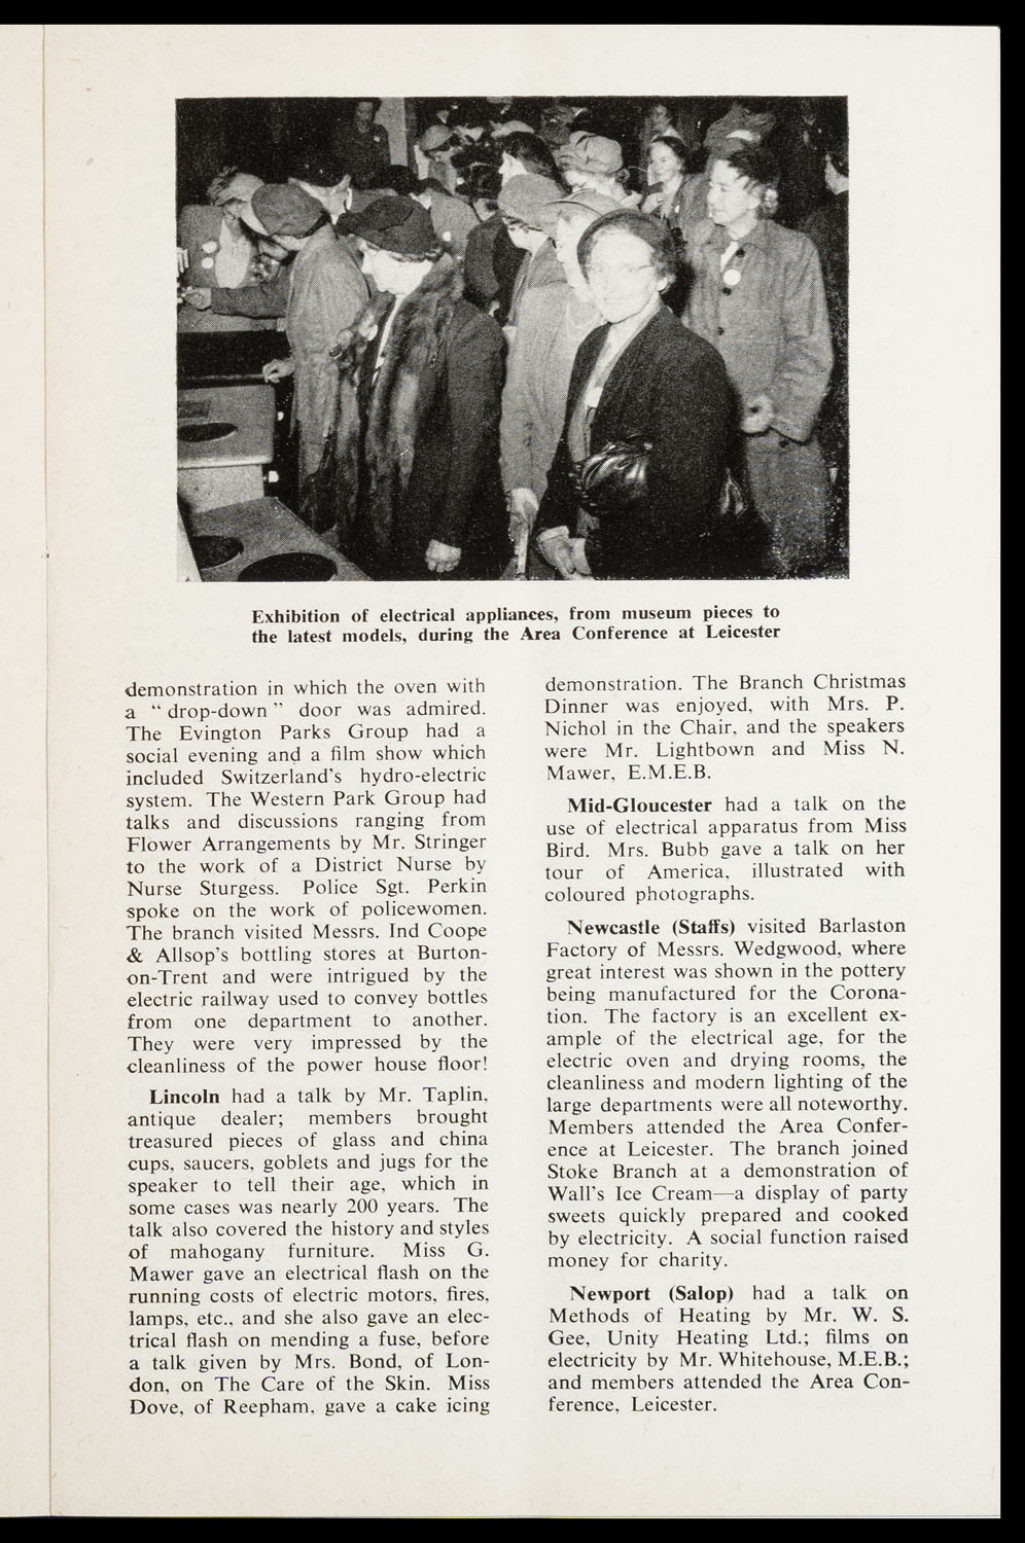 Exhibition of electrical appliances, from museum pieces to
the latest models, during the Area Conference at Leicester
demonstration in which the oven with
a “ drop-down ” door was admired.
The Evington Parks Group had a
social evening and a film show which
included Switzerland's hydro-electric
system. The Western Park Group had
talks and discussions ranging from
Flower Arrangements by Mr. Stringer
to the work of a District Nurse by
Nurse Sturgess. Police Sgt. Perkin
spoke on the work of policewomen.
The branch visited Messrs. Ind Coope
& Allsop's bottling stores at Burton-
on-Trent and were intrigued by the
electric railway used to convey bottles
from one department to another.
They were very impressed by the
cleanliness of the power house floor!
Lincoln had a talk by Mr. Taplin,
antique dealer; members brought
treasured pieces of glass and china
cups, saucers, goblets and jugs for the
speaker to tell their age, which in
some cases was nearly 200 years. The
talk also covered the history and styles
of mahogany furniture. Miss G.
Mawer gave an electrical flash on the
running costs of electric motors, fires,
lamps, etc., and she also gave an elec-
trical flash on mending a fuse, before
a talk given by Mrs. Bond, of Lon-
don, on The Care of the Skin. Miss
Dove, of Reepham, gave a cake icing
demonstration. The Branch Christmas
Dinner was enjoyed, with Mrs. P.
Nichol in the Chair, and the speakers
were Mr. Lightbown and Miss N.
Mawer, E.M.E.B.
Mid-Gloucester had a talk on the
use of electrical apparatus from Miss
Bird. Mrs. Bubb gave a talk on her
tour of America, illustrated with
coloured photographs.
Newcastle (Staffs) visited Barlaston
Factory of Messrs. Wedgwood, where
great interest was shown in the pottery
being manufactured for the Corona-
tion. The factory is an excellent ex-
ample of the electrical age, for the
electric oven and drying rooms, the
cleanliness and modern lighting of the
large departments were all noteworthy.
Members attended the Area Confer-
ence at Leicester. The branch joined
Stoke Branch at a demonstration of
Wall's Ice Cream—a display of party
sweets quickly prepared and cooked
by electricity. A social function raised
money for charity.
Newport (Salop) had a talk on
Methods of Heating by Mr. W. S.
Gee, Unity Heating Ltd.; films on
electricity by Mr. Whitehouse, M.E.B.;
and members attended the Area Con-
ference, Leicester.